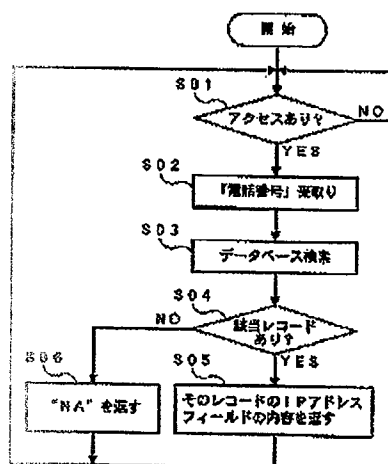 開始
S01
アクセスあり?
NO
YES
S02
「電話番号」受取り
S03
データベース検索
S04
NO
該当レコード
あり?
YES
S06
S05
"NA"を返す
そのレコードのIPアドレス
フィールドの内容を返す